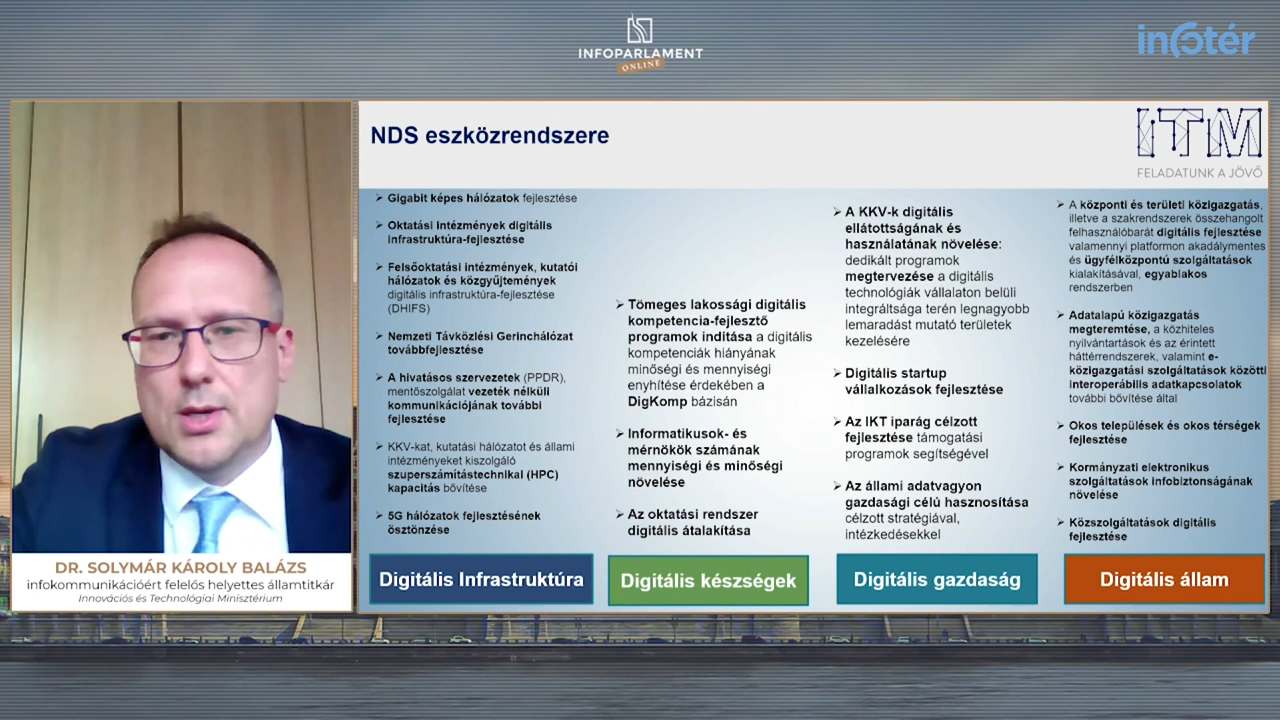 INFOPARLAMENT
ONLINE
infotér
NDS eszközrendszere
ITM
FELADATUNK A JÖVŐ
➢ Gigabit képes hálózatok fejlesztése
➢ Oktatási Intézmények digitális
infrastruktúra-fejlesztése
➢ Felsőoktatási intézmények, kutatói
hálózatok és közgyűjtemények
digitális infrastruktúra-fejlesztése
(DHIFS)
➢ Nemzeti Távközlési Gerinchálózat
továbbfejlesztése
➢ A hivatásos szervezetek (PPDR),
mentőszolgálat vezeték nélküli
kommunikációjának további
fejlesztése
➢ KKV-kat, kutatási hálózatot és állami
intézményeket kiszolgáló
szuperszámítástechnikai (HPC)
kapacitás bővítése
➢ 5G hálózatok fejlesztésének
ösztönzése
Digitális Infrastruktúra
➢ Tömeges lakossági digitális
kompetencia-fejlesztő
programok indítása a digitális
kompetenciák hiányának
minőségi és mennyiségi
enyhítése érdekében a
DigKomp bázisán
➢ Informatikusok- és
mérnökök számának
mennyiségi és minőségi
növelése
➢ Az oktatási rendszer
digitális átalakítása
Digitális készségek
➢ A KKV-k digitális
ellátottságának és
használatának növelése:
dedikált programok
megtervezése a digitális
technológiák vállalaton belüli
integráltsága terén legnagyobb
lemaradást mutató területek
kezelésére
➢ Digitális startup
vállalkozások fejlesztése
➢ Az IKT iparág célzott
fejlesztése támogatási
programok segítségével
➢ Az állami adatvagyon
gazdasági célú hasznosítása
célzott stratégiával,
intézkedésekkel
Digitális gazdaság
➢ A központi és területi közigazgatás,
illetve a szakrendszerek összehangolt
felhasználóbarát digitális fejlesztése
valamennyi platformon akadálymentes
és ügyfélközpontú szolgáltatások
kialakításával, egyablakos
rendszerben
➢ Adatalapú közigazgatás
megteremtése, a közhiteles
nyilvántartások és az érintett
háttérrendszerek, valamint e-
közigazgatási szolgáltatások közötti
interoperábilis adatkapcsolatok
további bővítése által
➢ Okos települések és okos térségek
fejlesztése
➢ Kormányzati elektronikus
szolgáltatások infobiztonságának
növelése
➢ Közszolgáltatások digitális
fejlesztése
Digitális állam
DR. SOLYMÁR KÁROLY BALÁZS
infokommunikációért felelős helyettes államtitkár
Innovációs és Technológiai Minisztérium